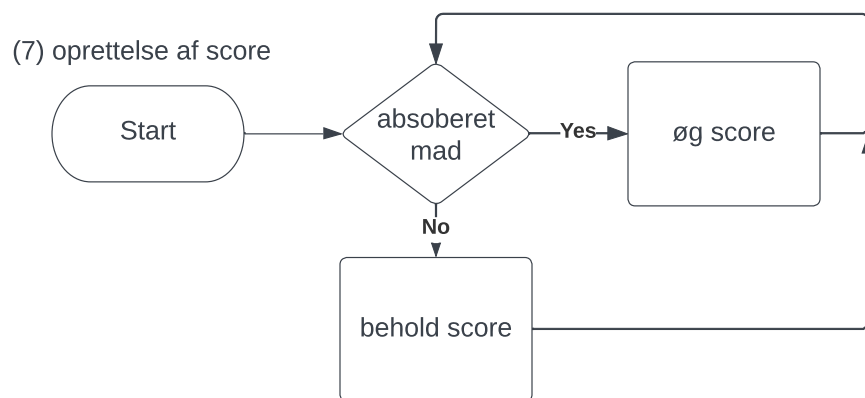 (7) oprettelse af score
Start
absoberet
mad
Yes
øg score
No
behold score